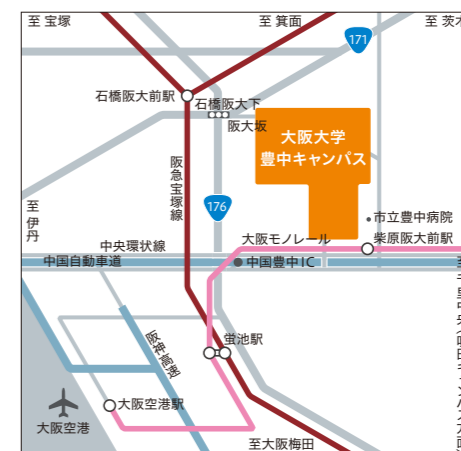 至 宝塚
至 箕面
至 茨木
171
石橋阪大前駅
石橋阪大下
阪大坂
大阪大学
豊中キャンパス
阪急宝塚線
176
至 伊丹
市立豊中病院
大阪モノレール
柴原阪大前駅
中央環状線
中国自動車道
中国豊中IC
阪神高速
蛍池駅
大阪空港駅
大阪空港
至大阪梅田